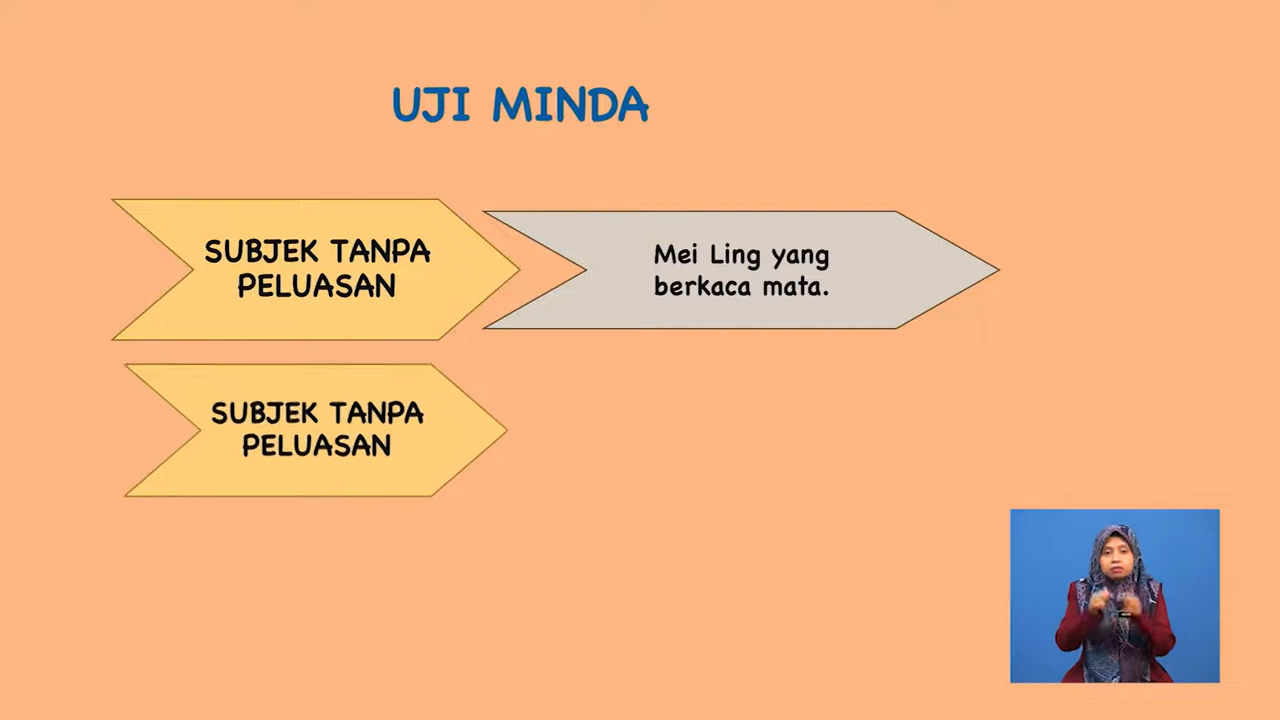 UJI MINDA
SUBJEK TANPA
PELUASAN
Mei Ling yang
berkaca mata.
SUBJEK TANPA
PELUASAN